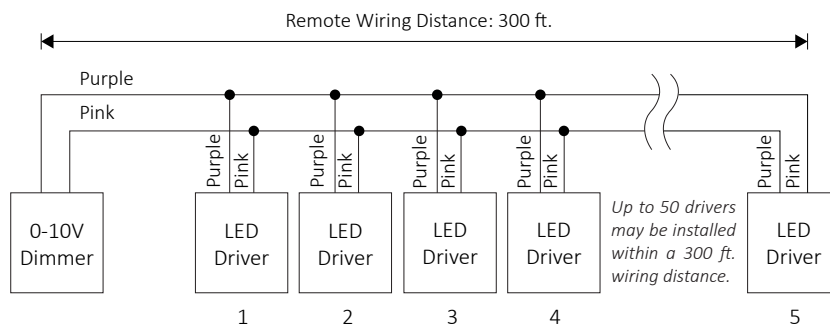 Remote Wiring Distance: 300 ft.
Purple
Pink
Purple
Pink
Purple
Pink
Purple
Pink
Purple
Pink
Purple
Pink
0-10V
Dimmer
LED
Driver
LED
Driver
LED
Driver
LED
Driver
Up to 50 drivers
may be installed
within a 300 ft.
wiring distance.
LED
Driver
1
2
3
4
5